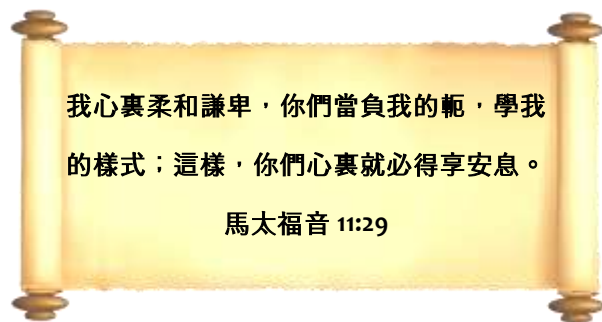 我心裏柔和謙卑，你們當負我的軛，學我
的樣式；這樣，你們心裏就必得享安息。
馬太福音 11:29